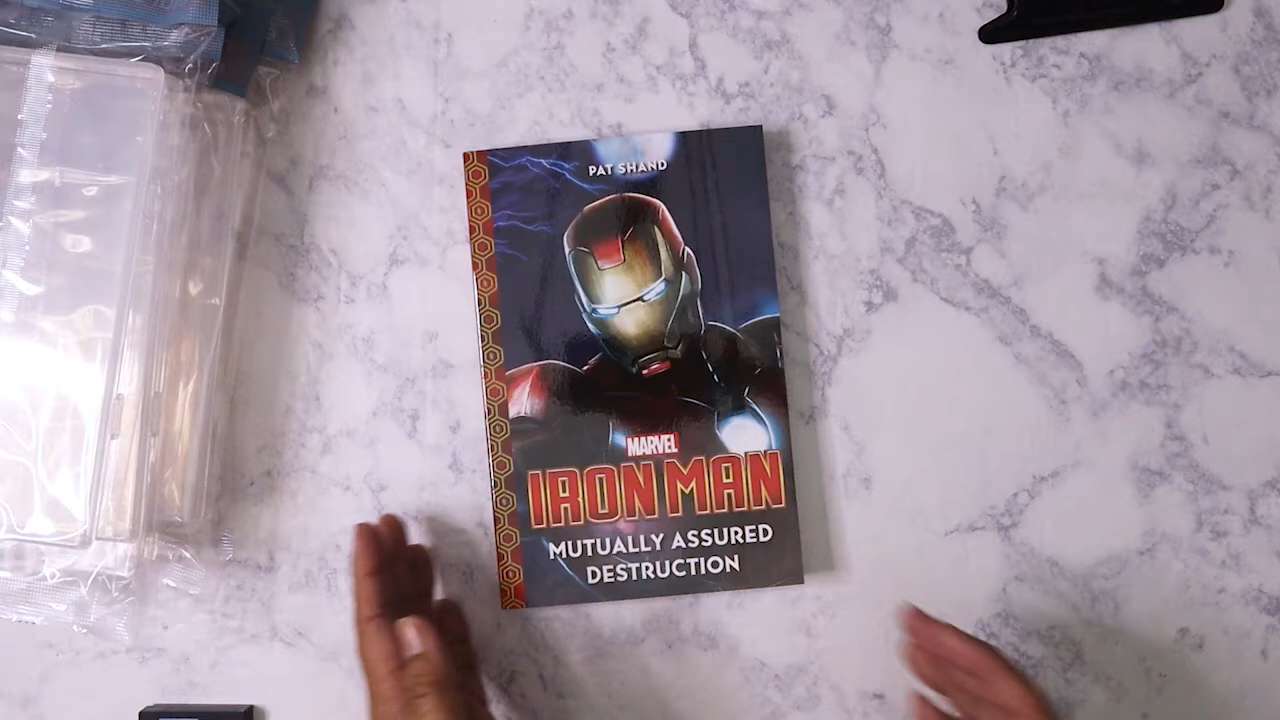 PAT SHAND
MARVEL
IRON MAN
MUTUALLY ASSURED
DESTRUCTION